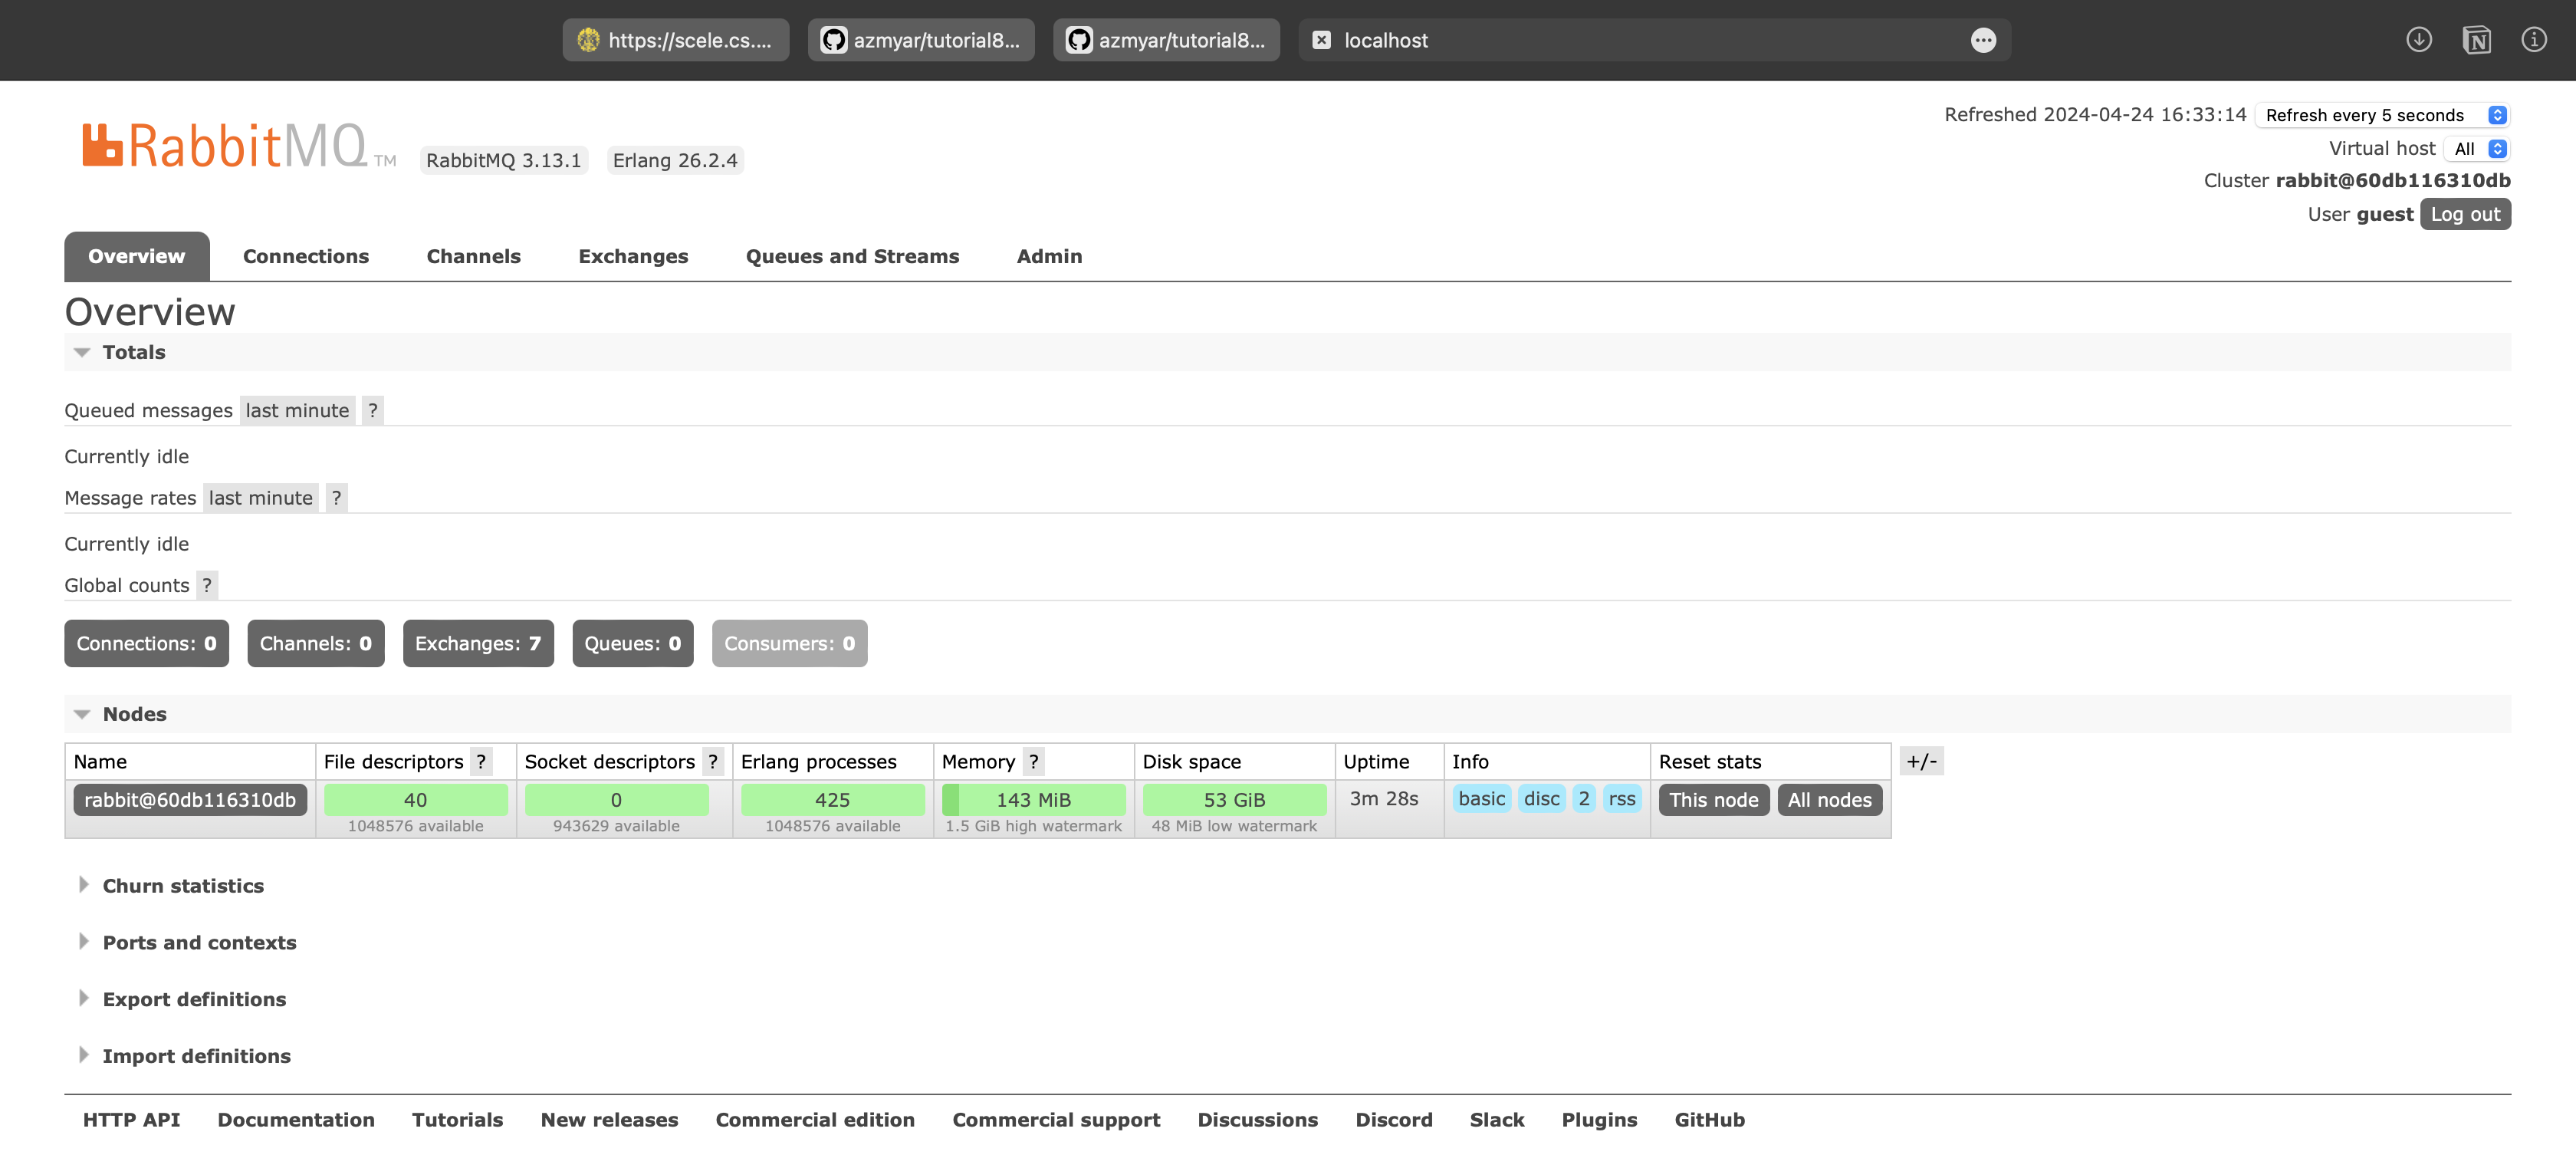 https://scele.cs.... azmyar/tutorial8... azmyar/tutorial8... localhost
RabbitMQ TM RabbitMQ 3.13.1 Erlang 26.2.4
Refreshed 2024-04-24 16:33:14 Refresh every 5 seconds
Virtual host All
Cluster rabbit@60db116310db
User guest Log out
Overview Connections Channels Exchanges Queues and Streams Admin
Overview
Totals
Queued messages last minute ?
Currently idle
Message rates last minute ?
Currently idle
Global counts ?
Connections: 0 Channels: 0 Exchanges: 7 Queues: 0 Consumers: 0
Nodes
Name File descriptors ? Socket descriptors ? Erlang processes Memory ? Disk space Uptime Info Reset stats +/-
rabbit@60db116310db 40 0 425 143 MiB 53 GiB 3m 28s basic disc 2 rss This node All nodes
1048576 available 943629 available 1048576 available 1.5 GiB high watermark 48 MiB low watermark
Churn statistics
Ports and contexts
Export definitions
Import definitions
HTTP API Documentation Tutorials New releases Commercial edition Commercial support Discussions Discord Slack Plugins GitHub